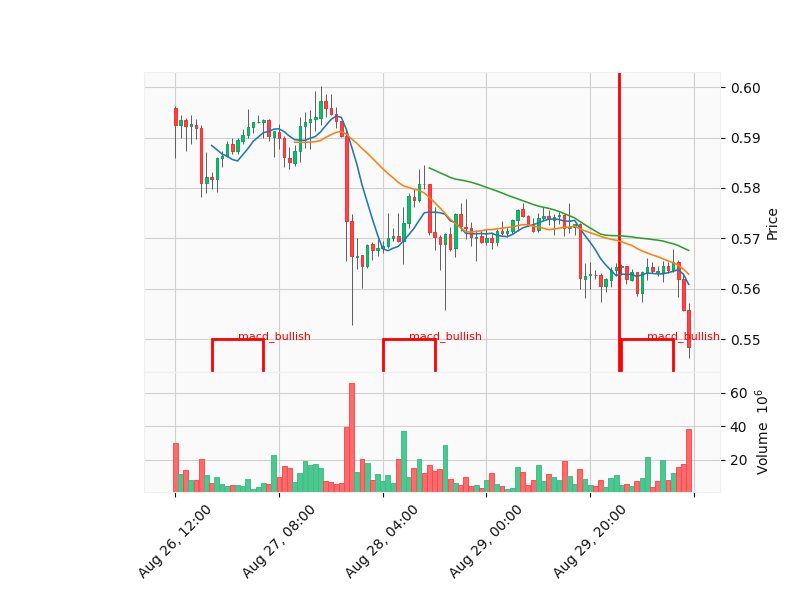 0.60
0.59
0.58
0.57
0.56
0.55
Price
macd_bullish
macd_bullish
macd_bullish
60
40
20
Volume 10⁶
Aug 26, 12:00
Aug 27, 08:00
Aug 28, 04:00
Aug 29, 00:00
Aug 29, 20:00